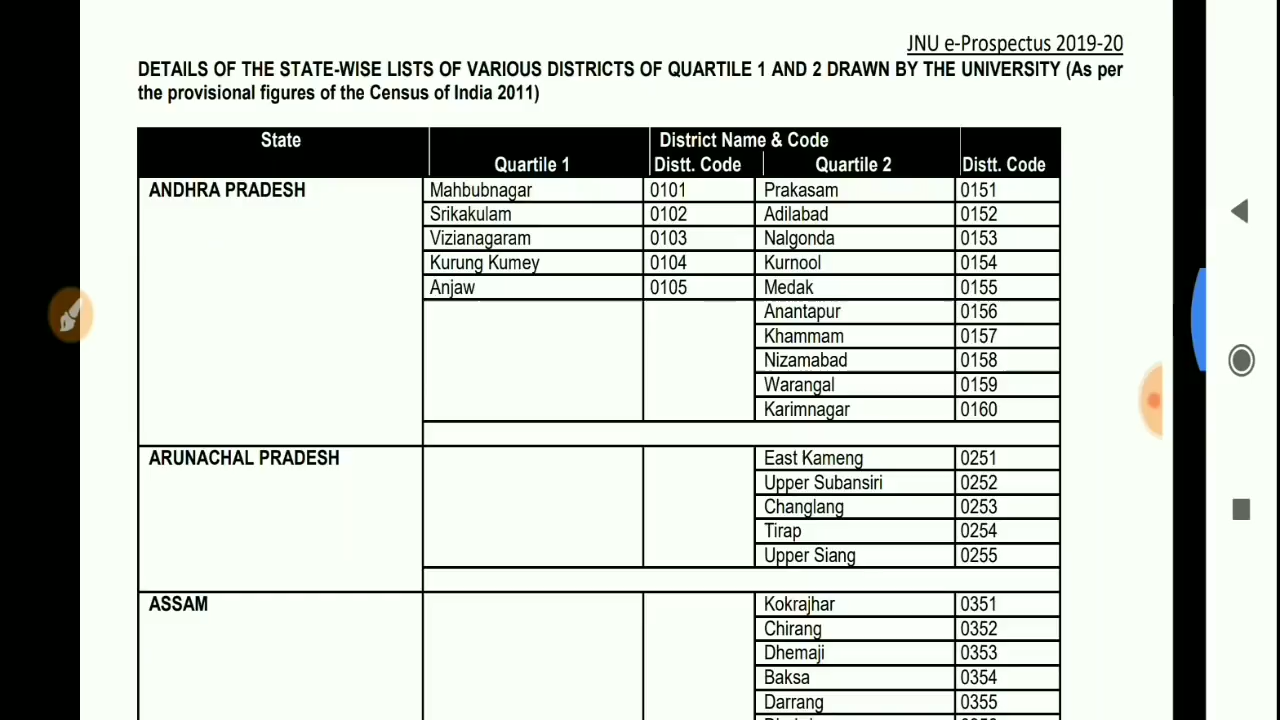 JNU e-Prospectus 2019-20
DETAILS OF THE STATE-WISE LISTS OF VARIOUS DISTRICTS OF QUARTILE 1 AND 2 DRAWN BY THE UNIVERSITY (As per
the provisional figures of the Census of India 2011)
State District Name & Code
Quartile 1 Distt. Code Quartile 2 Distt. Code
ANDHRA PRADESH Mahbubnagar 0101 Prakasam 0151
Srikakulam 0102 Adilabad 0152
Vizianagaram 0103 Nalgonda 0153
Kurung Kumey 0104 Kurnool 0154
Anjaw 0105 Medak 0155
Anantapur 0156
Khammam 0157
Nizamabad 0158
Warangal 0159
Karimnagar 0160
ARUNACHAL PRADESH East Kameng 0251
Upper Subansiri 0252
Changlang 0253
Tirap 0254
Upper Siang 0255
ASSAM Kokrajhar 0351
Chirang 0352
Dhemaji 0353
Baksa 0354
Darrang 0355